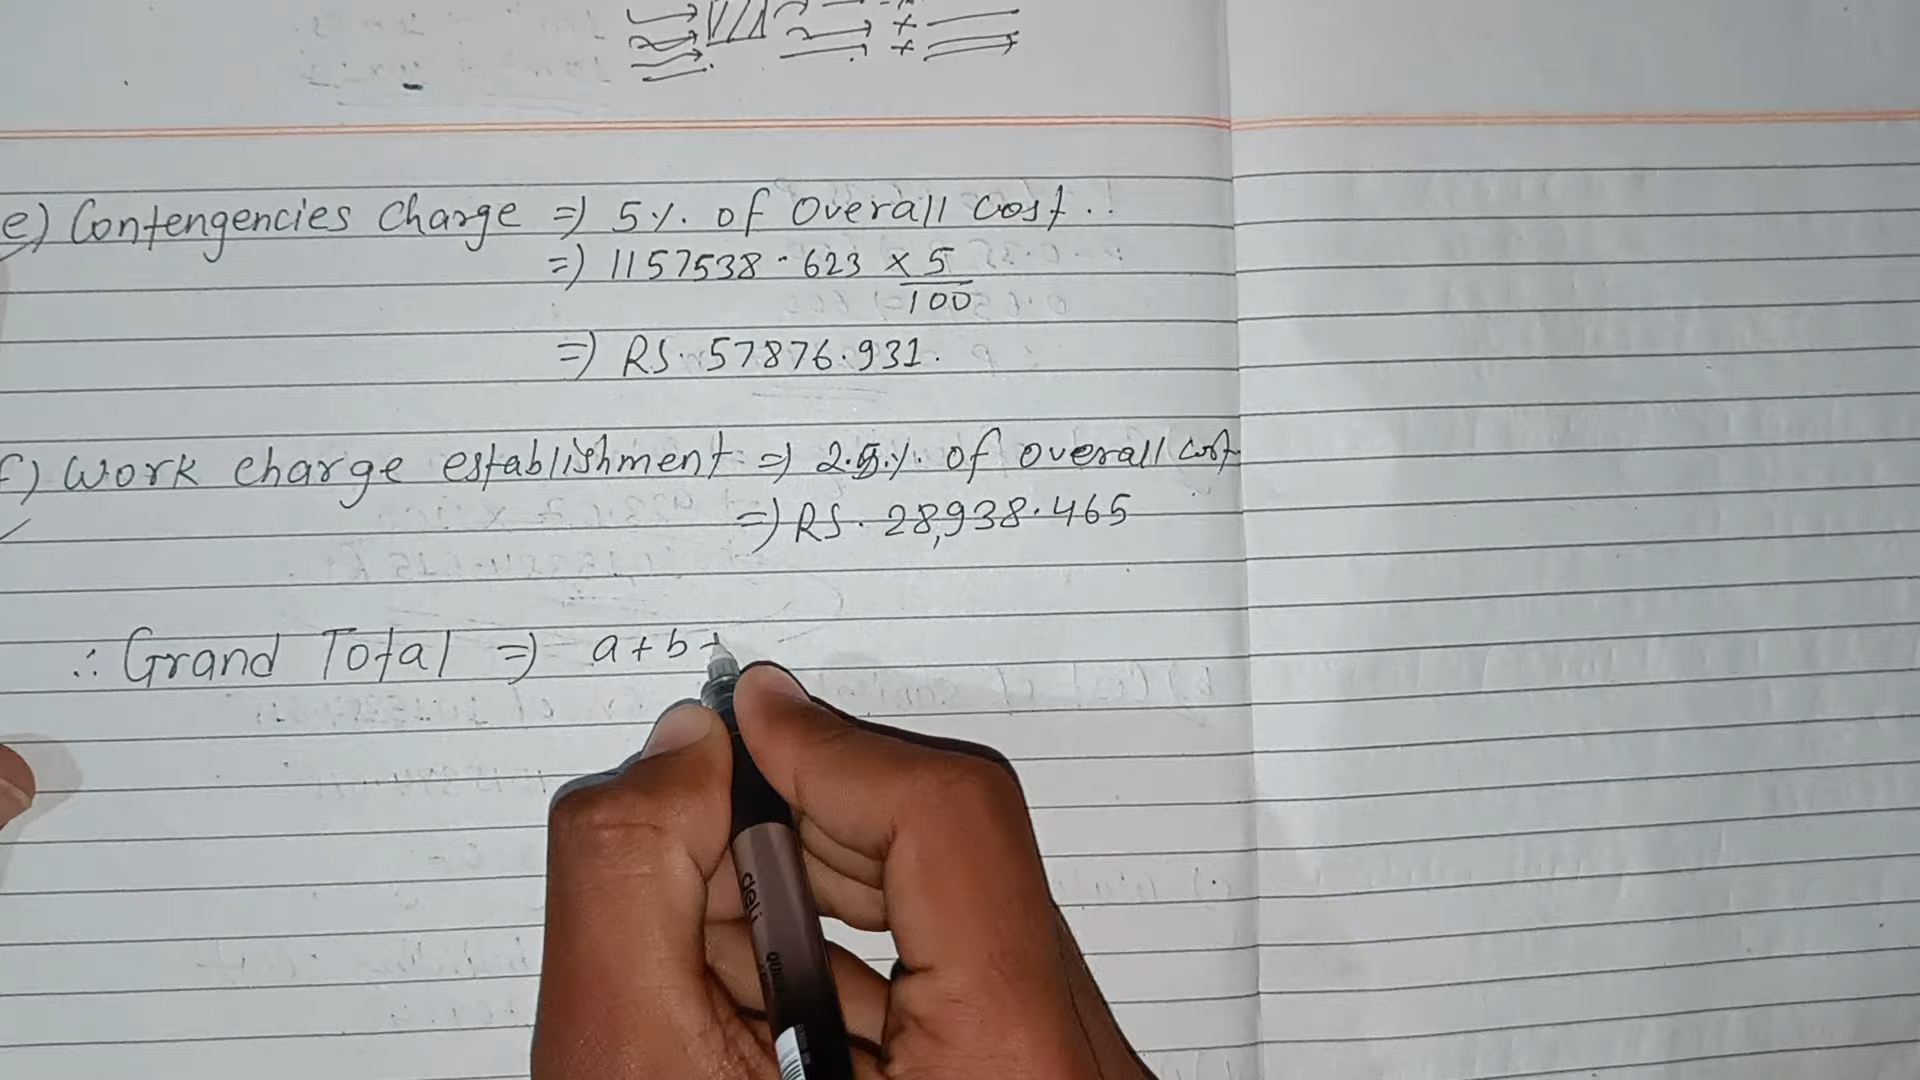 e) Contengencies Charge => 5%. of Overall Cost..
=> 1157538.623 × 5/100
=> RS. 57876.931.
f) Work charge establishment => 2.5%. of overall cost
=> RS. 28,938.465
∴ Grand Total => a+b+
deli